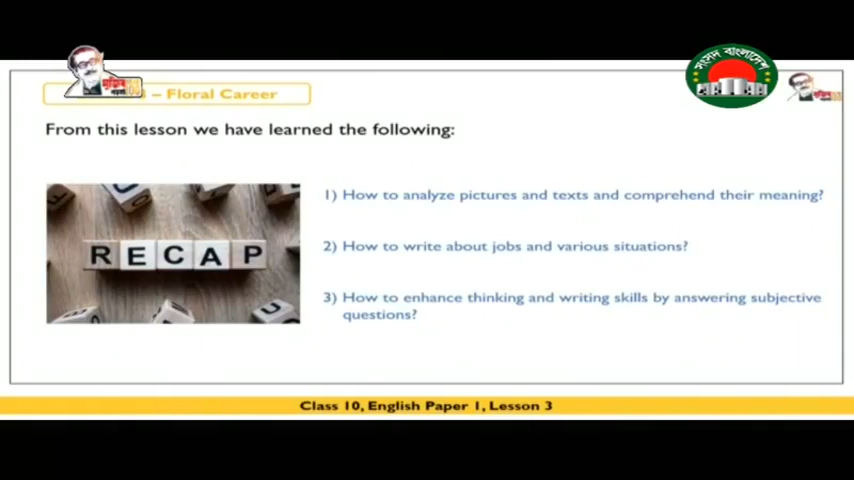 – Floral Career
সংসদ বাংলাদেশ
From this lesson we have learned the following:
RECAP
1) How to analyze pictures and texts and comprehend their meaning?
2) How to write about jobs and various situations?
3) How to enhance thinking and writing skills by answering subjective
questions?
Class 10, English Paper 1, Lesson 3